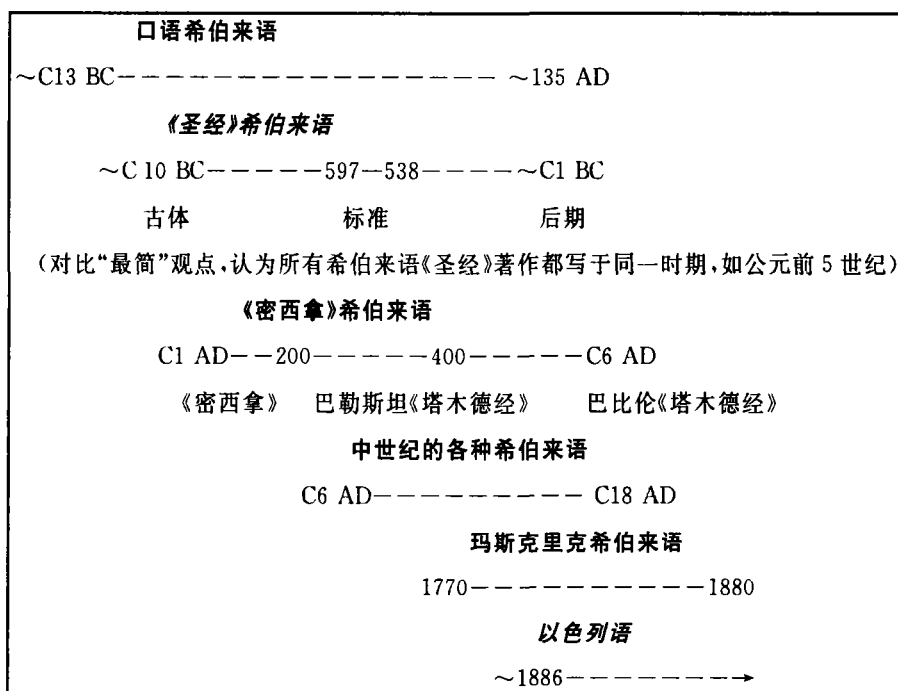 口语希伯来语
~C13 BC----------------- ~135 AD
《圣经》希伯来语
~C 10 BC-----597—538----~C1 BC
古体 标准 后期
(对比“最简”观点,认为所有希伯来语《圣经》著作都写于同一时期,如公元前 5 世纪)
《密西拿》希伯来语
C1 AD--200-----400-----C6 AD
《密西拿》 巴勒斯坦《塔木德经》 巴比伦《塔木德经》
中世纪的各种希伯来语
C6 AD--------- C18 AD
玛斯克里克希伯来语
1770----------1880
以色列语
~1886--------→